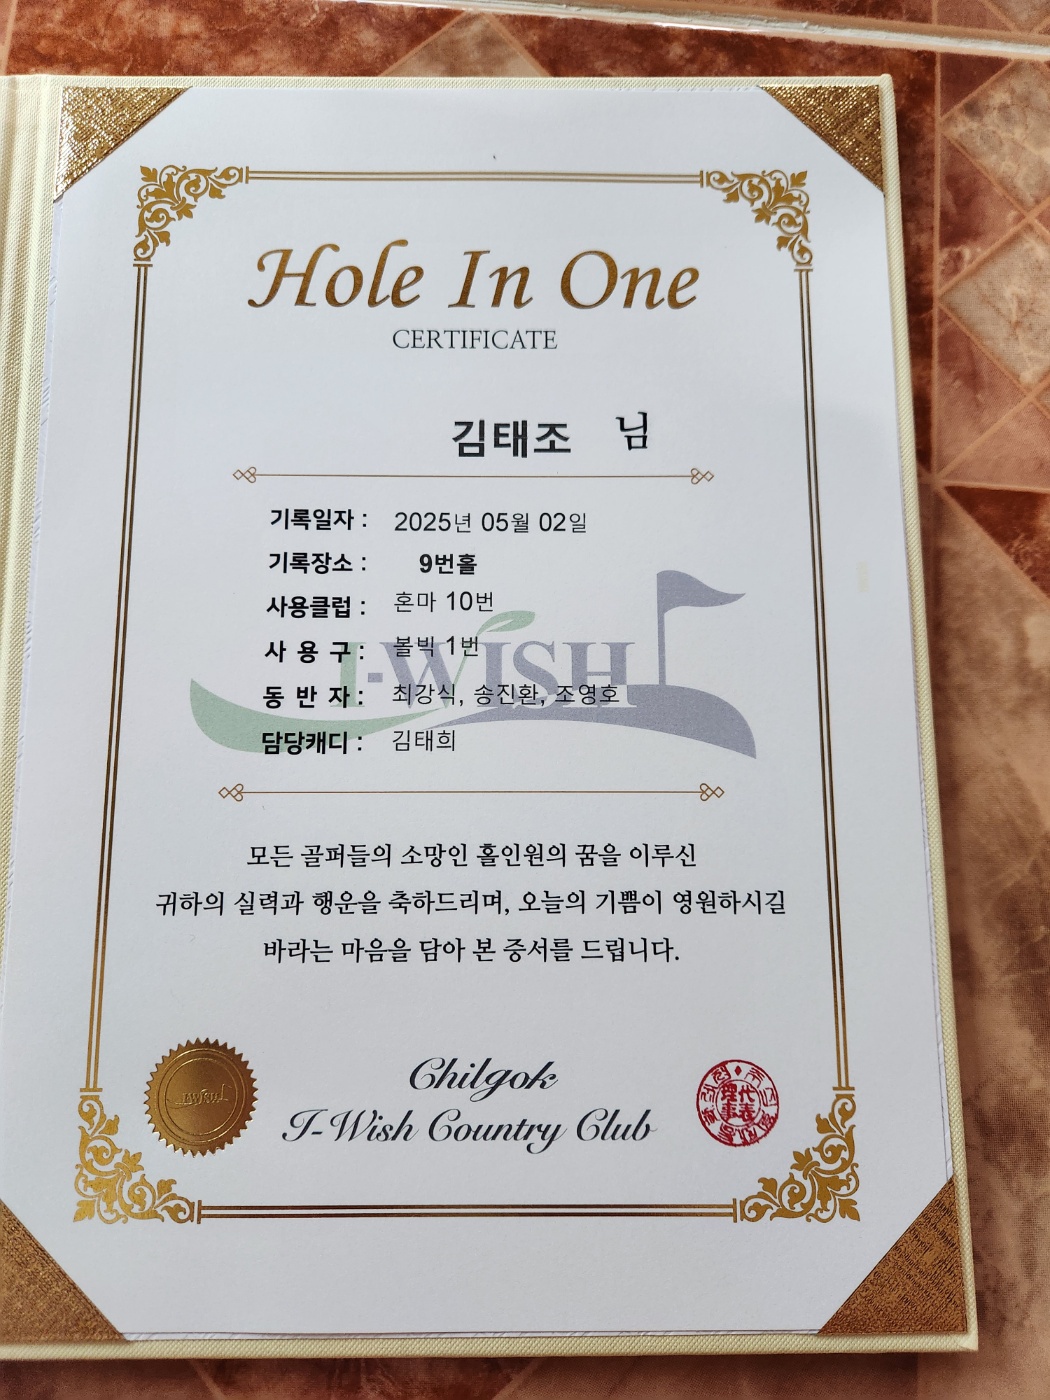 Hole In One
CERTIFICATE
김태조 님
기록일자 : 2025년 05월 02일
기록장소 : 9번홀
사용클럽 : 혼마 10번
사 용 구 : 볼빅 1번
동 반 자 : 최강식, 송진환, 조영호
담당캐디 : 김태희
I-WISH
모든 골퍼들의 소망인 홀인원의 꿈을 이루신
귀하의 실력과 행운을 축하드리며, 오늘의 기쁨이 영원하시길
바라는 마음을 담아 본 증서를 드립니다.
Chilgok
I-Wish Country Club